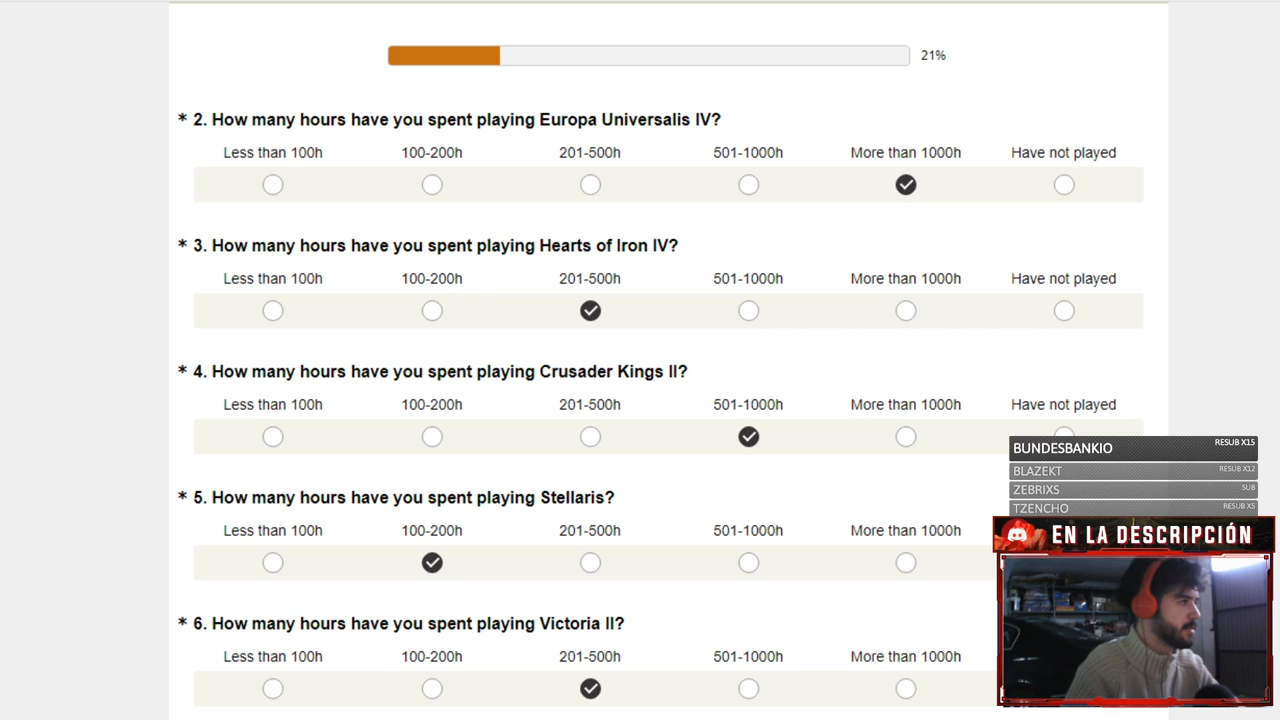 21%
* 2. How many hours have you spent playing Europa Universalis IV?
Less than 100h 100-200h 201-500h 501-1000h More than 1000h Have not played
* 3. How many hours have you spent playing Hearts of Iron IV?
Less than 100h 100-200h 201-500h 501-1000h More than 1000h Have not played
* 4. How many hours have you spent playing Crusader Kings II?
Less than 100h 100-200h 201-500h 501-1000h More than 1000h Have not played
BUNDESBANKIO RESUB X15
BLAZEKT RESUB X12
ZEBRIXS SUB
TZENCHO RESUB X5
* 5. How many hours have you spent playing Stellaris?
Less than 100h 100-200h 201-500h 501-1000h More than 1000h
EN LA DESCRIPCIÓN
* 6. How many hours have you spent playing Victoria II?
Less than 100h 100-200h 201-500h 501-1000h More than 1000h